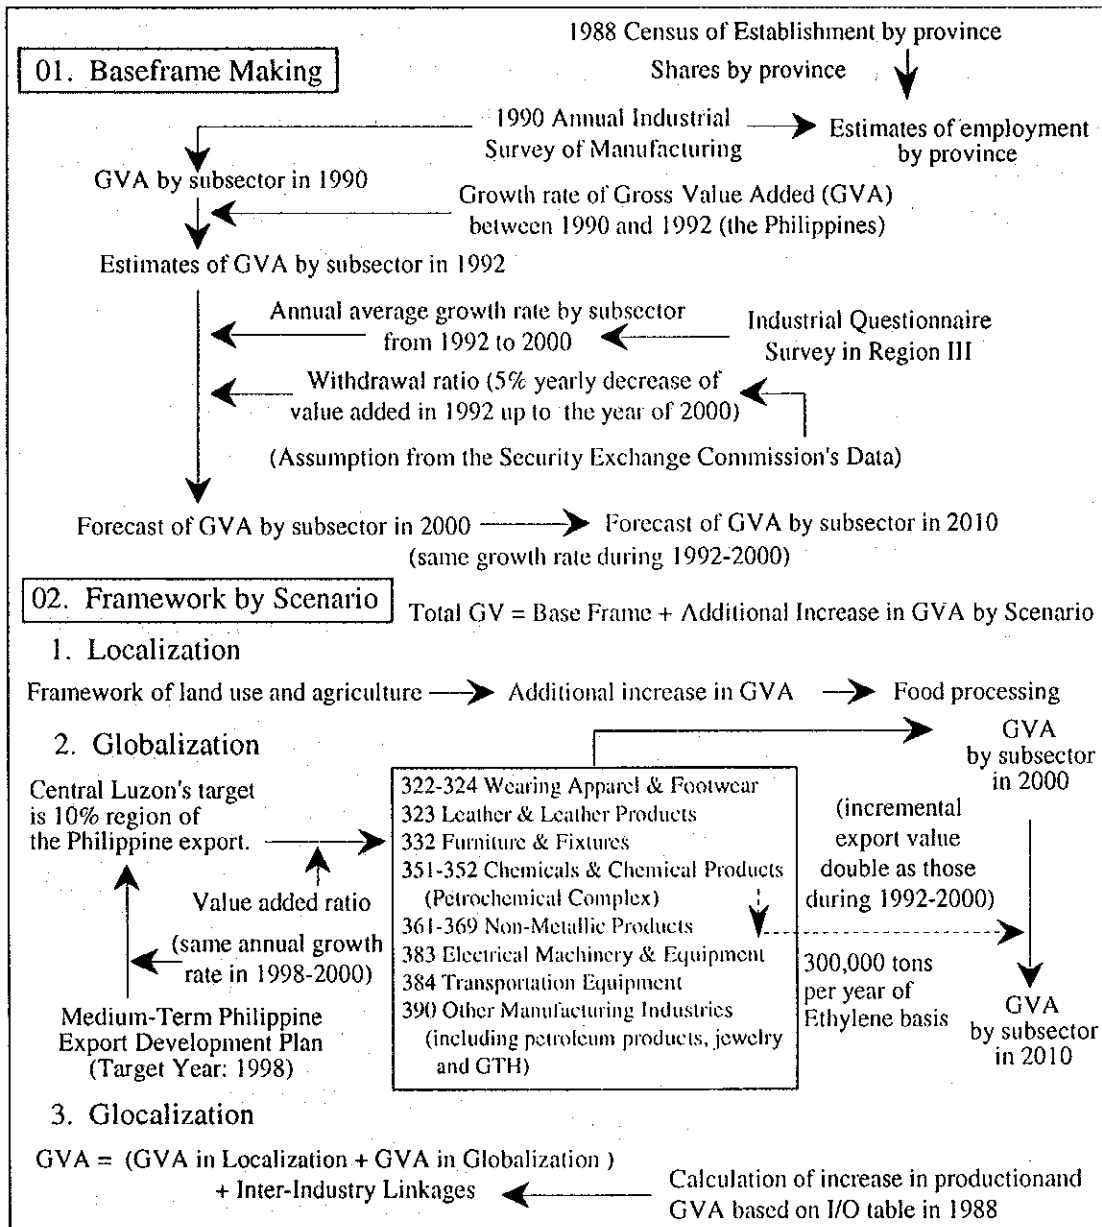 1988 Census of Establishment by province
01. Baseframe Making
Shares by province
1990 Annual Industrial
Survey of Manufacturing
Estimates of employment
by province
GVA by subsector in 1990
Growth rate of Gross Value Added (GVA)
between 1990 and 1992 (the Philippines)
Estimates of GVA by subsector in 1992
Annual average growth rate by subsector
from 1992 to 2000
Industrial Questionnaire
Survey in Region III
Withdrawal ratio (5% yearly decrease of
value added in 1992 up to the year of 2000)
(Assumption from the Security Exchange Commission's Data)
Forecast of GVA by subsector in 2000
Forecast of GVA by subsector in 2010
(same growth rate during 1992-2000)
02. Framework by Scenario
Total GV = Base Frame + Additional Increase in GVA by Scenario
1. Localization
Framework of land use and agriculture
Additional increase in GVA
Food processing
2. Globalization
Central Luzon's target
is 10% region of
the Philippine export.
Value added ratio
(same annual growth
rate in 1998-2000)
Medium-Term Philippine
Export Development Plan
(Target Year: 1998)
322-324 Wearing Apparel & Footwear
323 Leather & Leather Products
332 Furniture & Fixtures
351-352 Chemicals & Chemical Products
(Petrochemical Complex)
361-369 Non-Metallic Products
383 Electrical Machinery & Equipment
384 Transportation Equipment
390 Other Manufacturing Industries
(including petroleum products, jewelry
and GTH)
GVA
by subsector
in 2000
(incremental
export value
double as those
during 1992-2000)
300,000 tons
per year of
Ethylene basis
GVA
by subsector
in 2010
3. Glocalization
GVA = (GVA in Localization + GVA in Globalization )
+ Inter-Industry Linkages
Calculation of increase in productionand
GVA based on I/O table in 1988